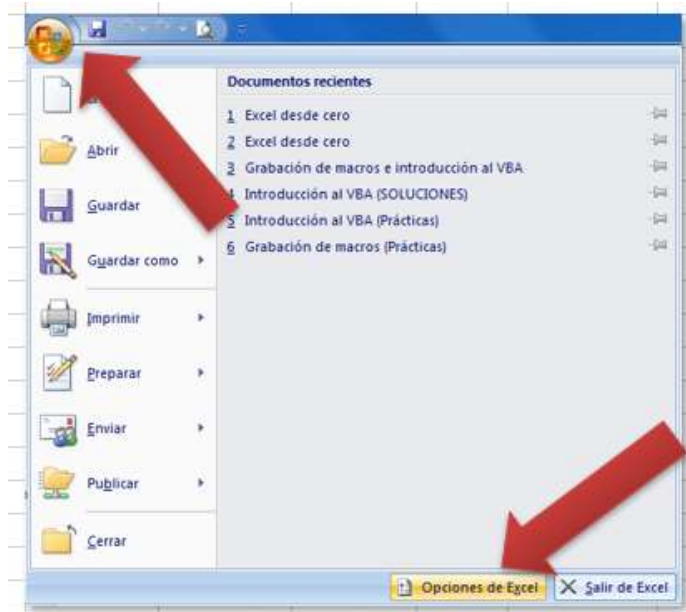 Documentos recientes
1 Excel desde cero
2 Excel desde cero
3 Grabación de macros e introducción al VBA
4 Introducción al VBA (SOLUCIONES)
5 Introducción al VBA (Prácticas)
6 Grabación de macros (Prácticas)
Abrir
Guardar
Guardar como
Imprimir
Preparar
Enviar
Publicar
Cerrar
Opciones de Excel
Salir de Excel